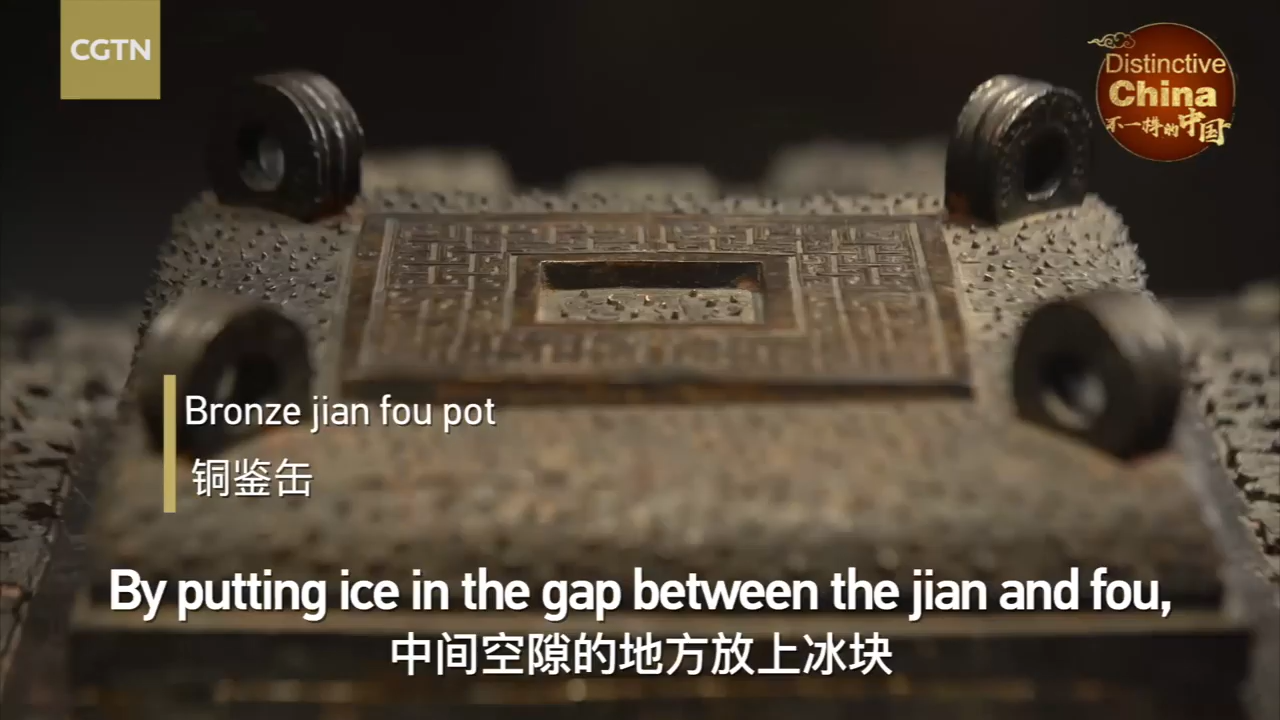 CGTN
Distinctive
China
不一样的中国
Bronze jian fou pot
铜鉴缶
By putting ice in the gap between the jian and fou,
中间空隙的地方放上冰块